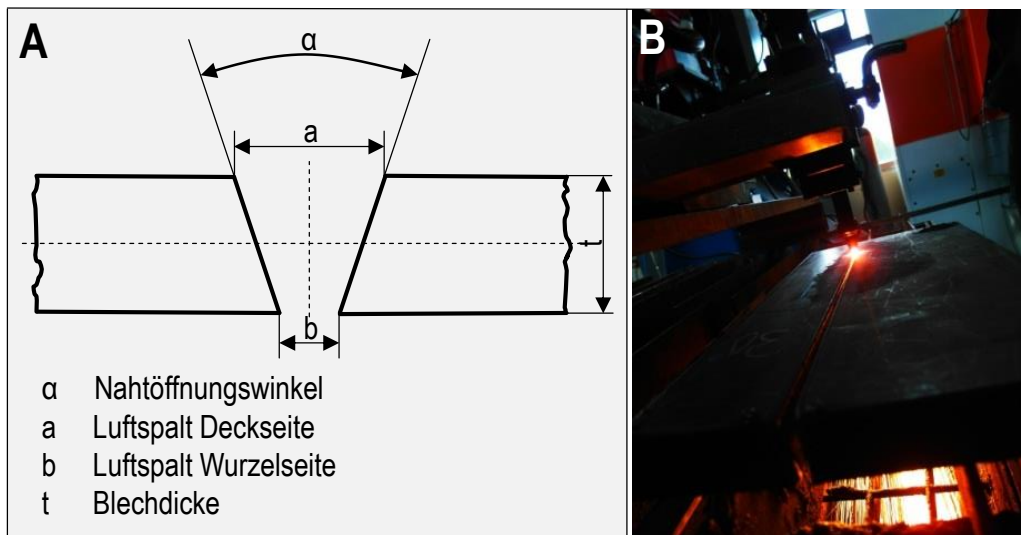 A
α
a
t
b
α Nahtöffnungswinkel
a Luftspalt Deckseite
b Luftspalt Wurzelseite
t Blechdicke
B